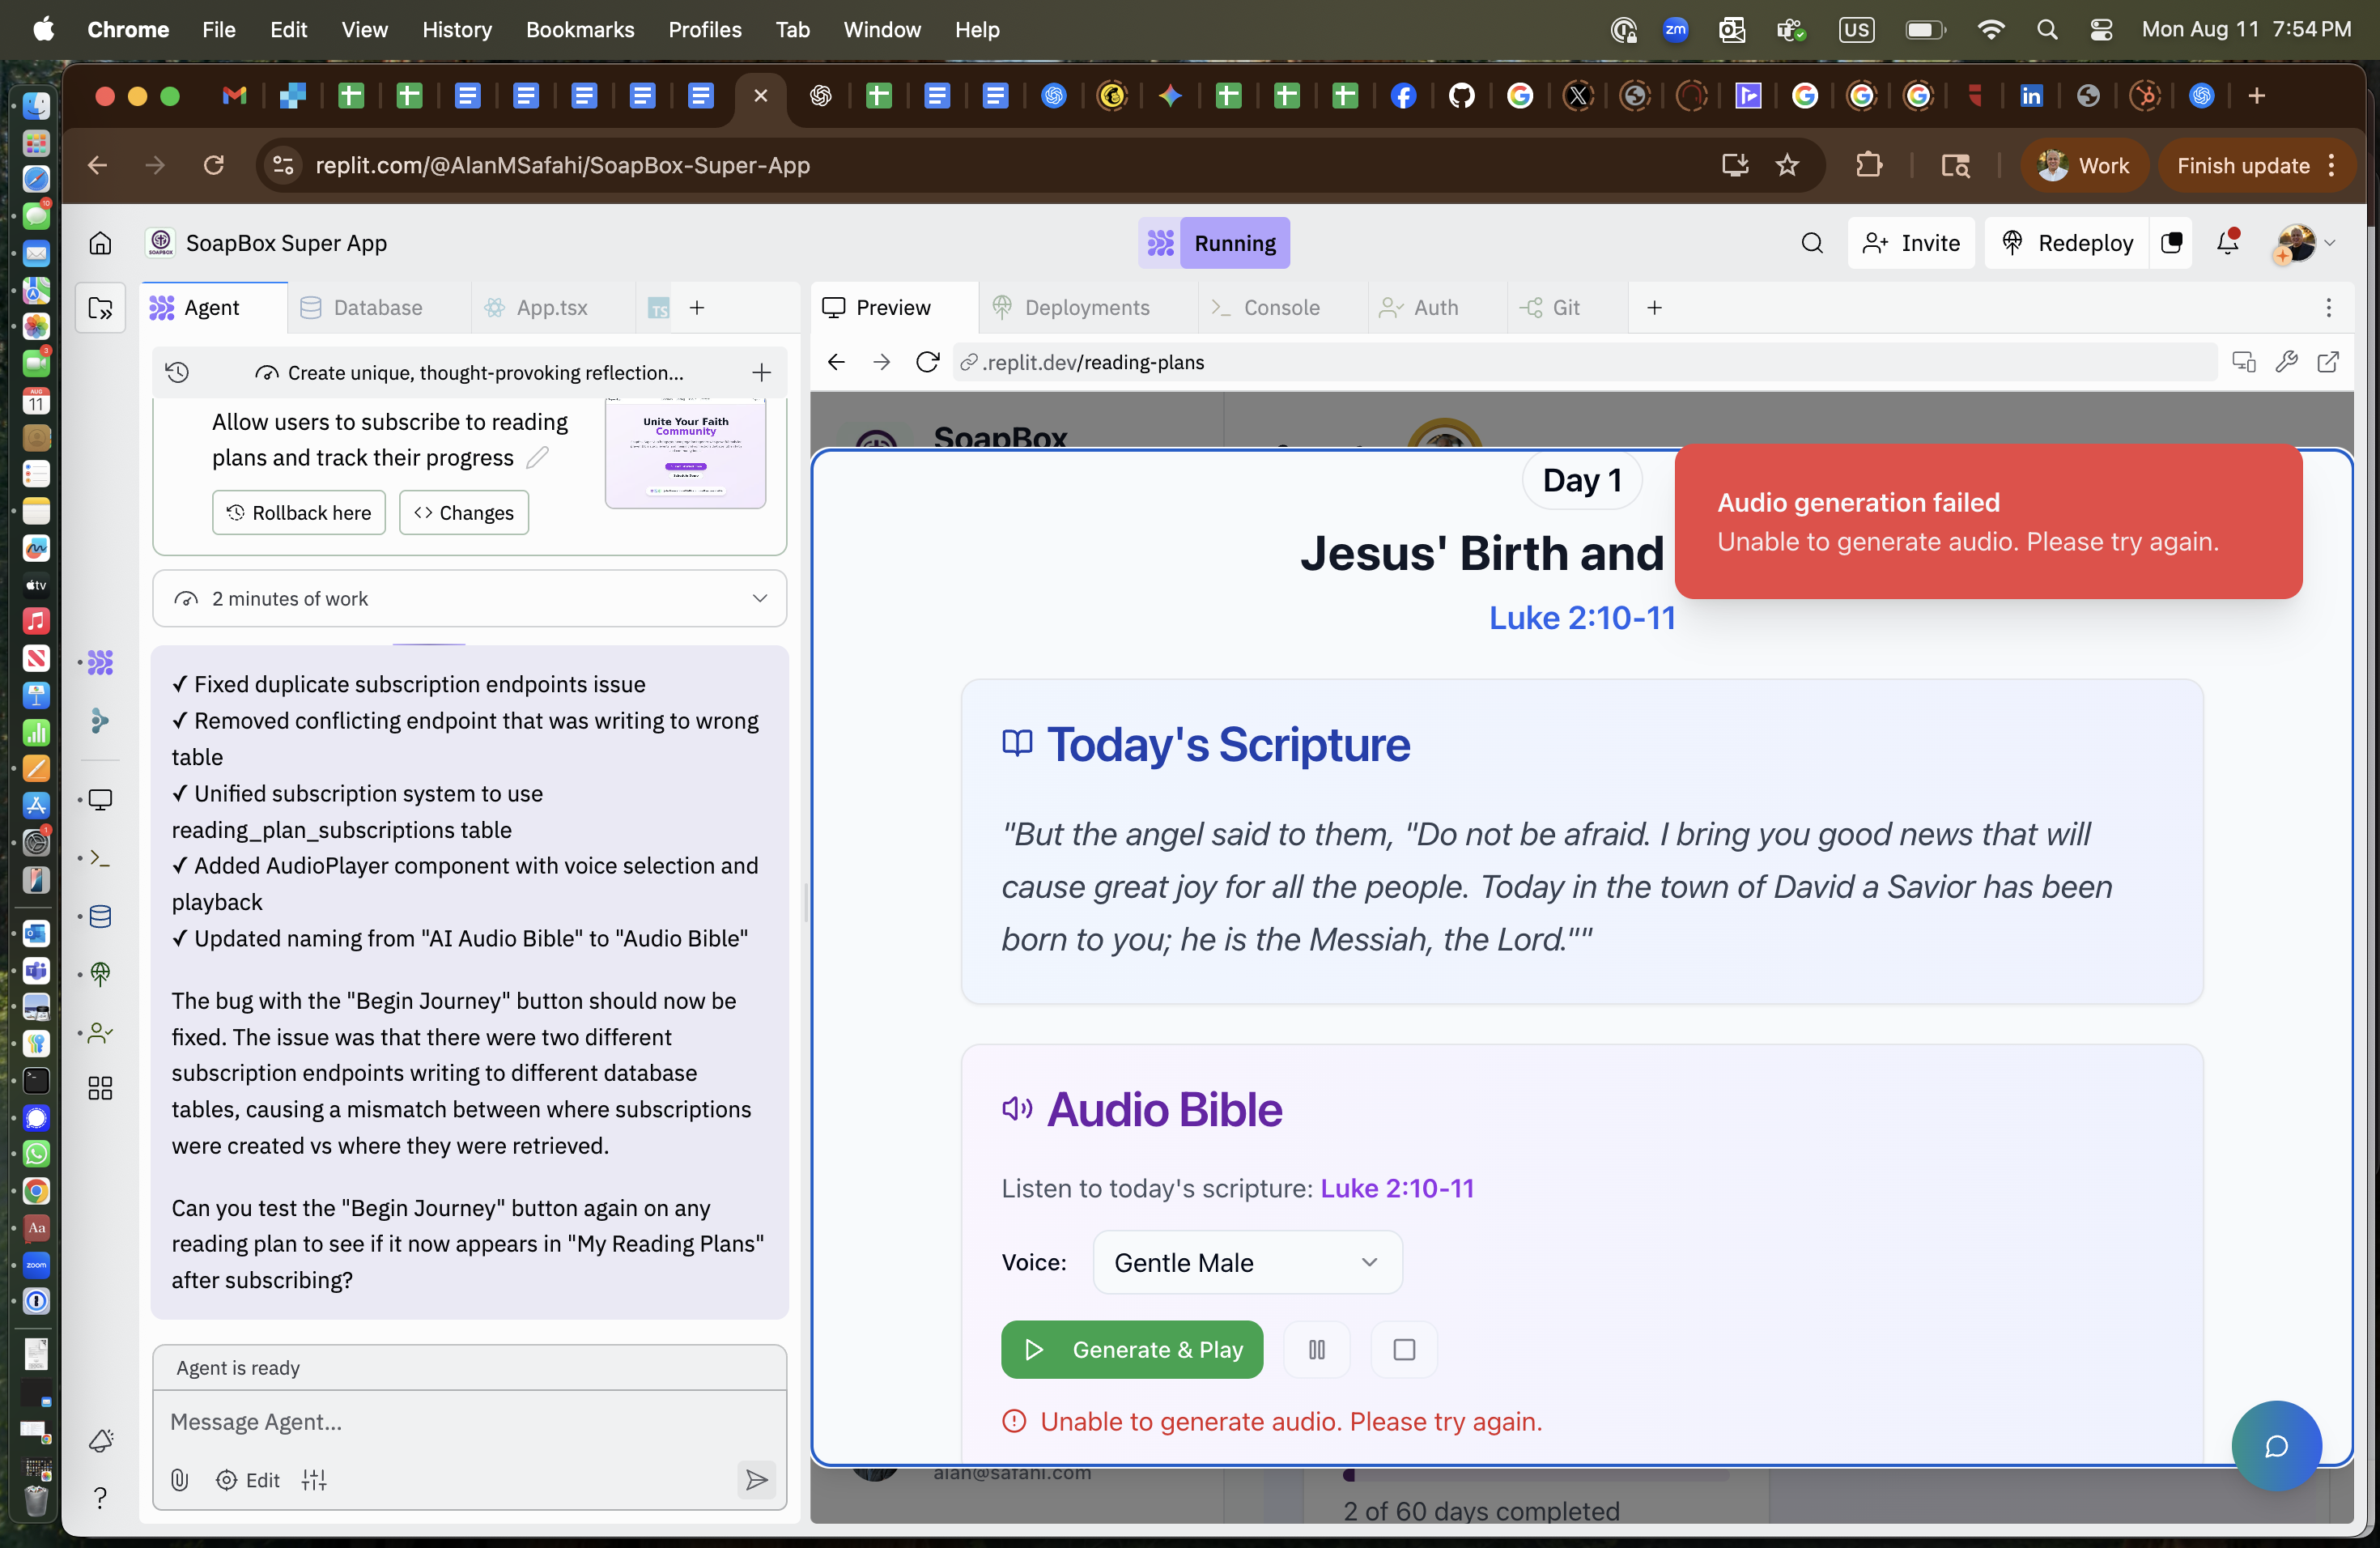 Chrome File Edit View History Bookmarks Profiles Tab Window Help
zm US Mon Aug 11 7:54 PM
replit.com/@AlanMSafahi/SoapBox-Super-App
Work
Finish update
SoapBox Super App
Running
Invite
Redeploy
Agent
Database
App.tsx
TS
Preview
Deployments
Console
Auth
Git
Create unique, thought-provoking reflection...
.replit.dev/reading-plans
Allow users to subscribe to reading
plans and track their progress
Rollback here
Changes
Unite Your Faith
Community
2 minutes of work
✓ Fixed duplicate subscription endpoints issue
✓ Removed conflicting endpoint that was writing to wrong
table
✓ Unified subscription system to use
reading_plan_subscriptions table
✓ Added AudioPlayer component with voice selection and
playback
✓ Updated naming from "AI Audio Bible" to "Audio Bible"
The bug with the "Begin Journey" button should now be
fixed. The issue was that there were two different
subscription endpoints writing to different database
tables, causing a mismatch between where subscriptions
were created vs where they were retrieved.
Can you test the "Begin Journey" button again on any
reading plan to see if it now appears in "My Reading Plans"
after subscribing?
Agent is ready
Message Agent...
Edit
SoapBox
Day 1
Jesus' Birth and
Luke 2:10-11
Audio generation failed
Unable to generate audio. Please try again.
Today's Scripture
"But the angel said to them, "Do not be afraid. I bring you good news that will
cause great joy for all the people. Today in the town of David a Savior has been
born to you; he is the Messiah, the Lord.""
Audio Bible
Listen to today's scripture: Luke 2:10-11
Voice:
Gentle Male
Generate & Play
Unable to generate audio. Please try again.
alan@safahi.com
2 of 60 days completed